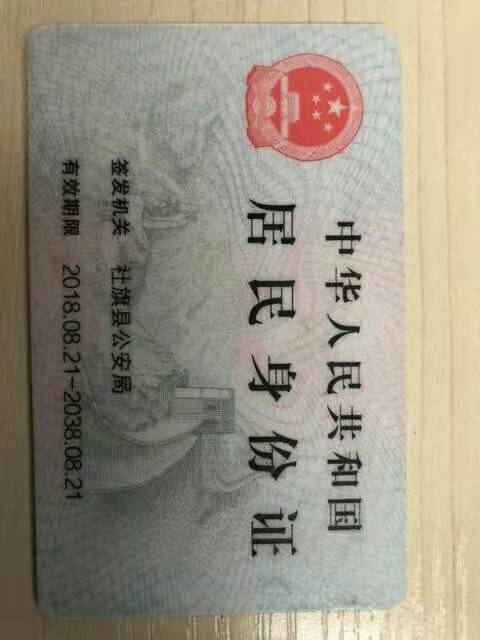 中华人民共和国
居民身份证
签发机关 社旗县公安局
有效期限 2018.08.21-2038.08.21